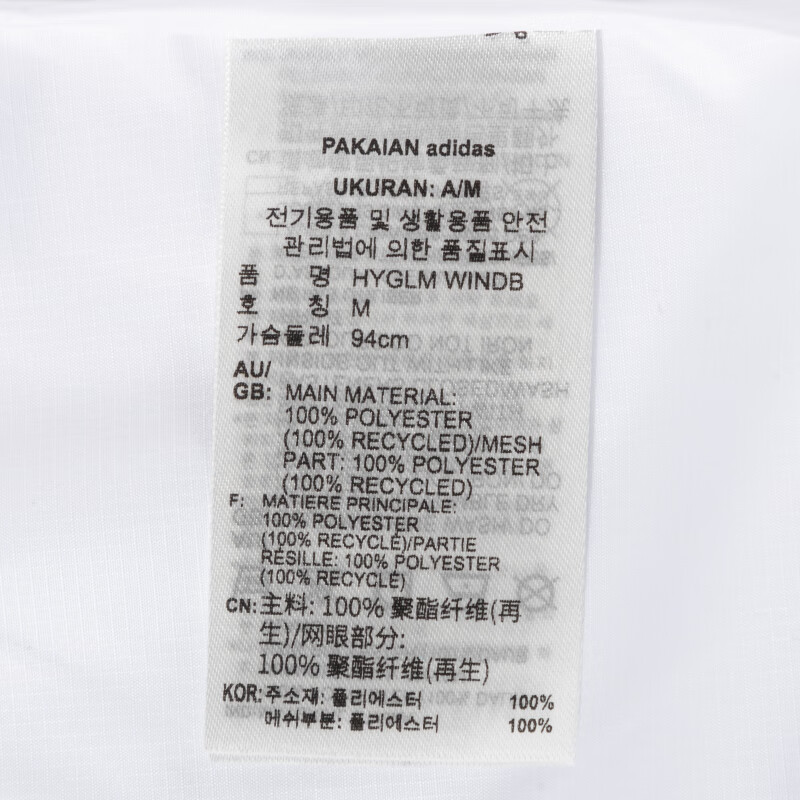 PAKAIAN adidas
UKURAN: A/M
전기용품 및 생활용품 안전
관리법에 의한 품질표시
품 명 HYGLM WINDB
호 칭 M
가슴둘레 94cm
AU/
GB: MAIN MATERIAL:
100% POLYESTER
(100% RECYCLED)/MESH
PART: 100% POLYESTER
(100% RECYCLED)
F: MATIERE PRINCIPALE:
100% POLYESTER
(100% RECYCLÉ)/PARTIE
RÉSILLE: 100% POLYESTER
(100% RECYCLÉ)
CN: 主料: 100% 聚酯纤维(再
生)/网眼部分:
100% 聚酯纤维(再生)
KOR: 주소재: 폴리에스터 100%
메쉬부분: 폴리에스터 100%